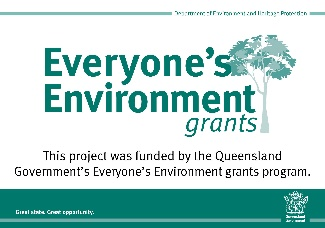 Department of Environment and Heritage Protection
Everyone's
Environment
grants
This project was funded by the Queensland
Government's Everyone's Environment grants program.
Great state. Great opportunity.
Queensland
Government